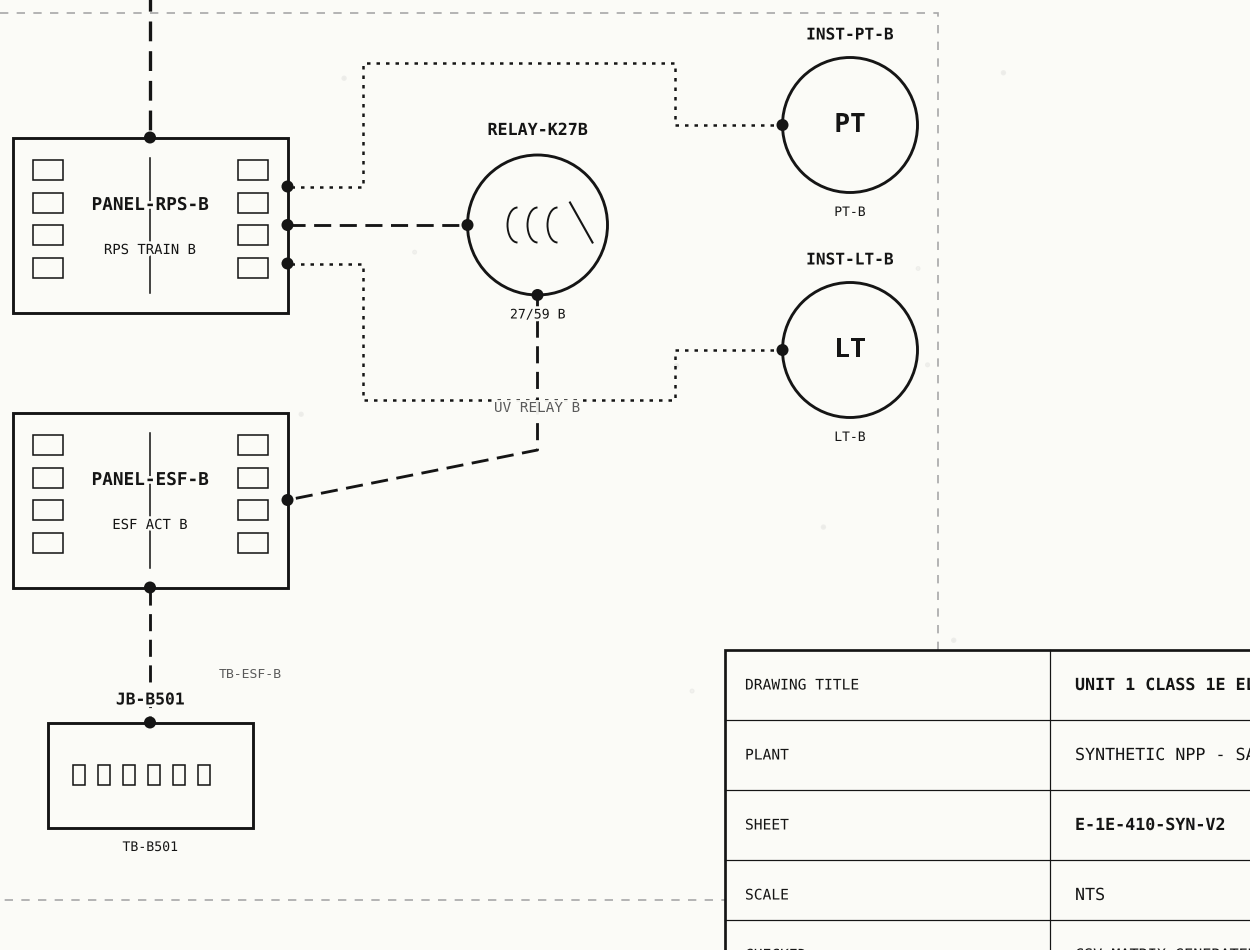 INST-PT-B
PT
PT-B
RELAY-K27B
27/59 B
UV RELAY B
PANEL-RPS-B
RPS TRAIN B
INST-LT-B
LT
LT-B
PANEL-ESF-B
ESF ACT B
TB-ESF-B
JB-B501
TB-B501
DRAWING TITLE
UNIT 1 CLASS 1E
PLANT
SYNTHETIC NPP -
SHEET
E-1E-410-SYN-V2
SCALE
NTS